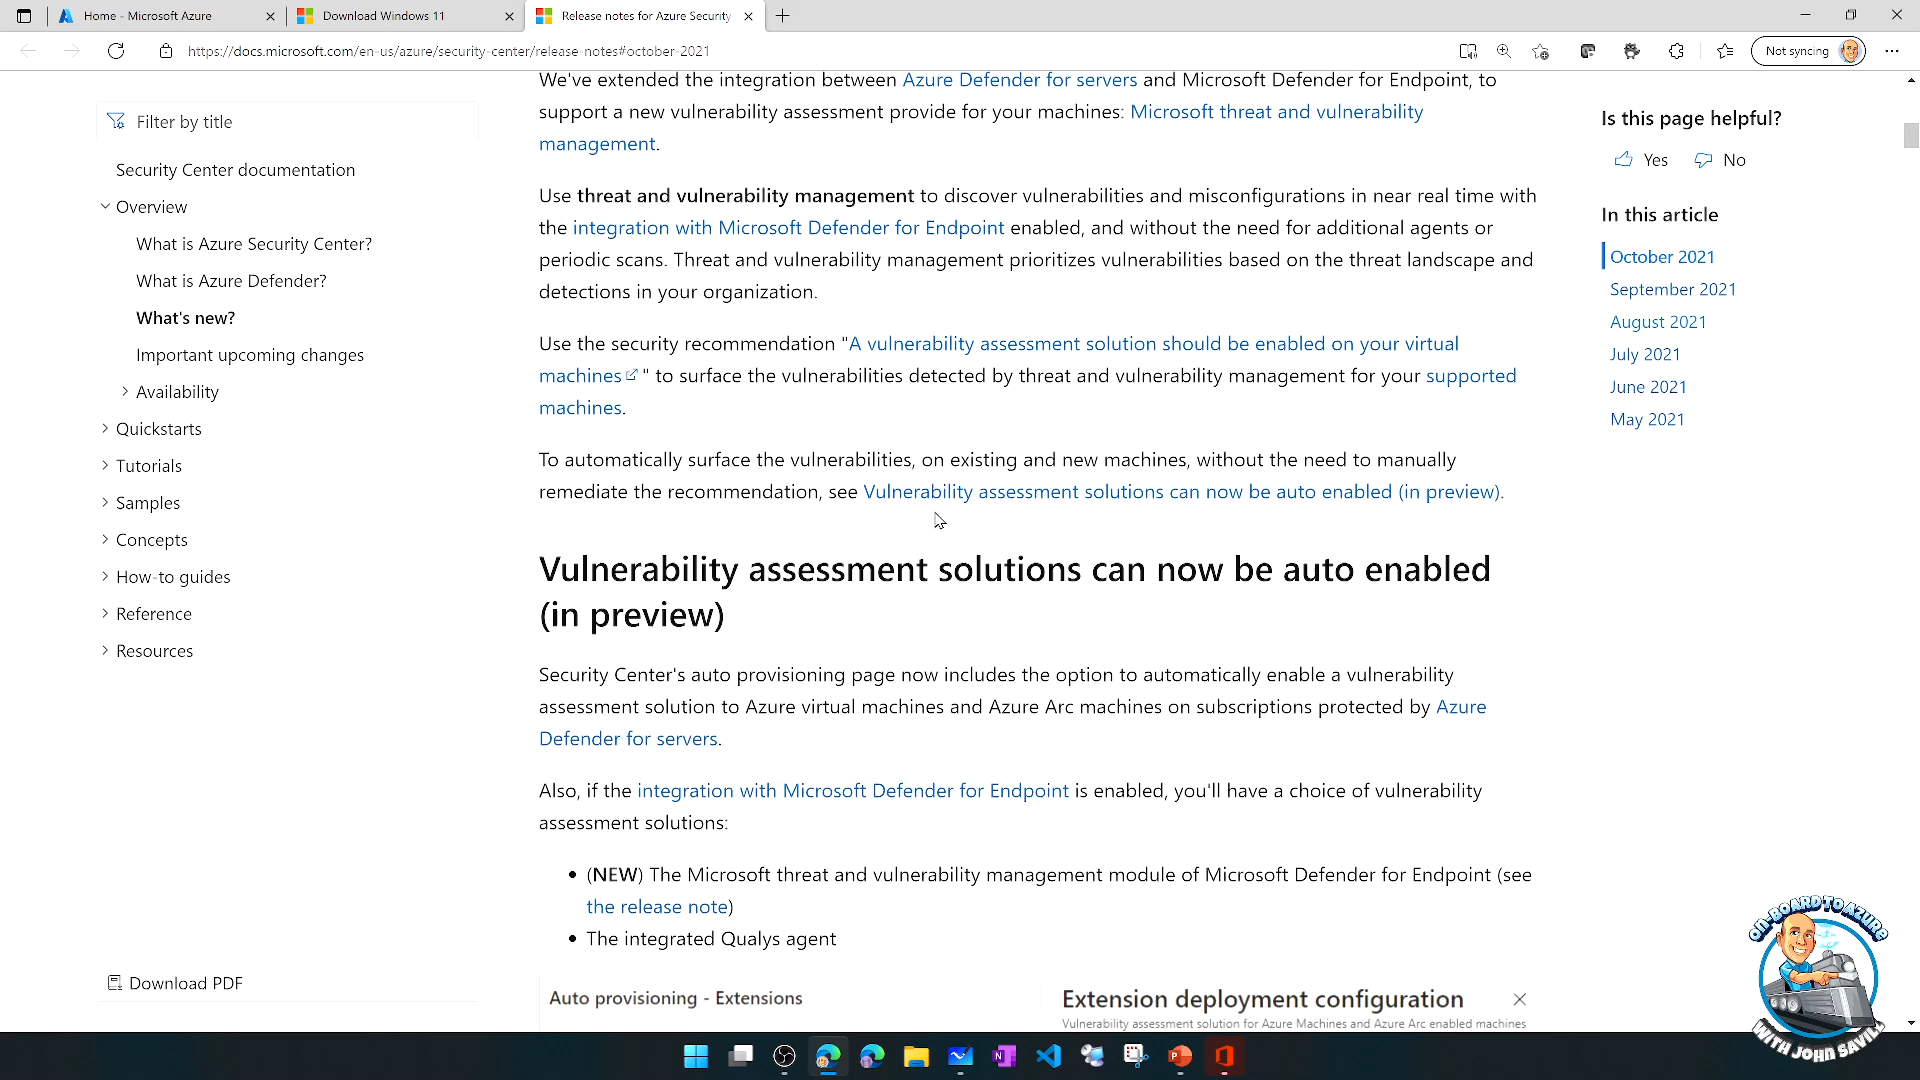 Home - Microsoft Azure
Download Windows 11
Release notes for Azure Security
https://docs.microsoft.com/en-us/azure/security-center/release-notes#october-2021
Not syncing
Filter by title
Security Center documentation
Overview
What is Azure Security Center?
What is Azure Defender?
What's new?
Important upcoming changes
Availability
Quickstarts
Tutorials
Samples
Concepts
How-to guides
Reference
Resources
Download PDF
We've extended the integration between Azure Defender for servers and Microsoft Defender for Endpoint, to
support a new vulnerability assessment provide for your machines: Microsoft threat and vulnerability
management.
Use threat and vulnerability management to discover vulnerabilities and misconfigurations in near real time with
the integration with Microsoft Defender for Endpoint enabled, and without the need for additional agents or
periodic scans. Threat and vulnerability management prioritizes vulnerabilities based on the threat landscape and
detections in your organization.
Use the security recommendation "A vulnerability assessment solution should be enabled on your virtual
machines " to surface the vulnerabilities detected by threat and vulnerability management for your supported
machines.
To automatically surface the vulnerabilities, on existing and new machines, without the need to manually
remediate the recommendation, see Vulnerability assessment solutions can now be auto enabled (in preview).
Vulnerability assessment solutions can now be auto enabled
(in preview)
Security Center's auto provisioning page now includes the option to automatically enable a vulnerability
assessment solution to Azure virtual machines and Azure Arc machines on subscriptions protected by Azure
Defender for servers.
Also, if the integration with Microsoft Defender for Endpoint is enabled, you'll have a choice of vulnerability
assessment solutions:
• (NEW) The Microsoft threat and vulnerability management module of Microsoft Defender for Endpoint (see
the release note)
• The integrated Qualys agent
Auto provisioning - Extensions
Extension deployment configuration
Vulnerability assessment solution for Azure Machines and Azure Arc enabled machines
Is this page helpful?
Yes No
In this article
October 2021
September 2021
August 2021
July 2021
June 2021
May 2021
ON-BOARD TO AZURE
WITH JOHN SAVILL